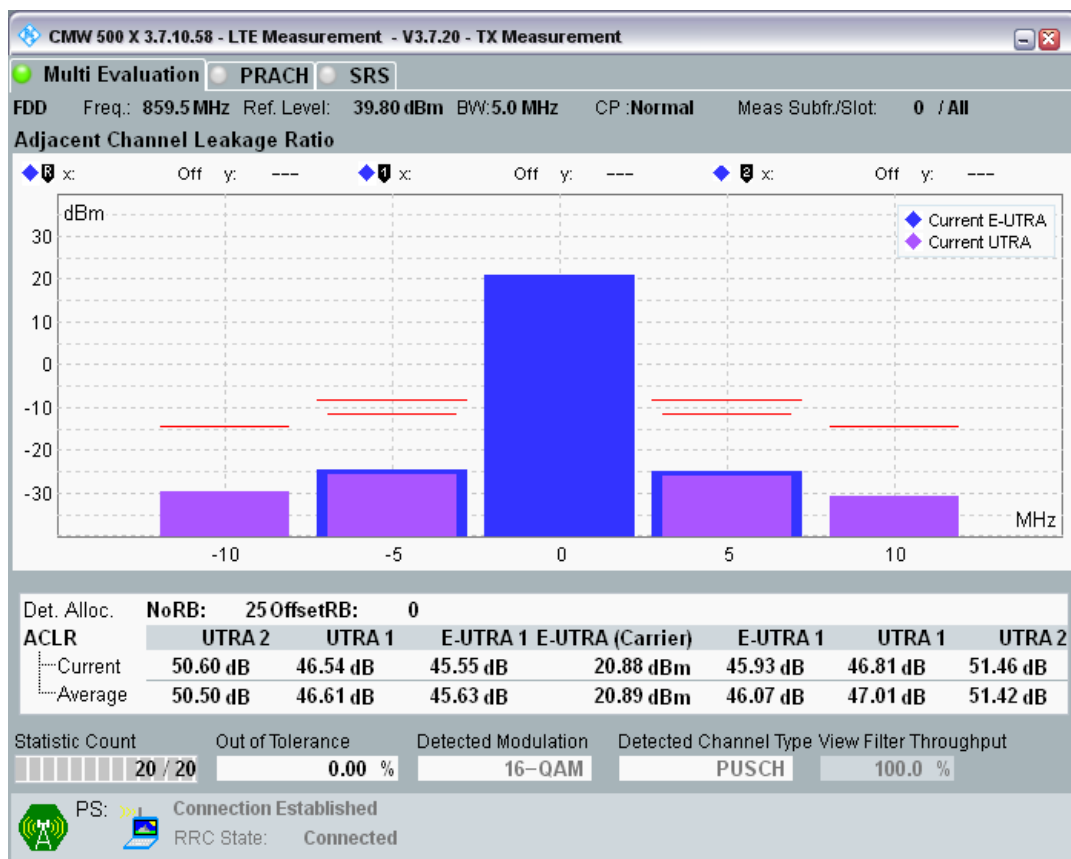 CMW 500 X 3.7.10.58 - LTE Measurement - V3.7.20 - TX Measurement
Multi Evaluation PRACH SRS
FDD Freq.: 859.5 MHz Ref. Level: 39.80 dBm BW:5.0 MHz CP :Normal Meas Subfr./Slot: 0 / All
Adjacent Channel Leakage Ratio
R x: Off y: --- 1 x: Off y: --- 2 x: Off y: ---
dBm
Current E-UTRA
Current UTRA
30
20
10
0
-10
-20
-30
MHz
-10 -5 0 5 10
Det. Alloc. NoRB: 25 OffsetRB: 0
ACLR UTRA 2 UTRA 1 E-UTRA 1 E-UTRA (Carrier) E-UTRA 1 UTRA 1 UTRA 2
Current 50.60 dB 46.54 dB 45.55 dB 20.88 dBm 45.93 dB 46.81 dB 51.46 dB
Average 50.50 dB 46.61 dB 45.63 dB 20.89 dBm 46.07 dB 47.01 dB 51.42 dB
Statistic Count Out of Tolerance Detected Modulation Detected Channel Type View Filter Throughput
20 / 20 0.00 % 16-QAM PUSCH 100.0 %
PS: Connection Established
RRC State: Connected